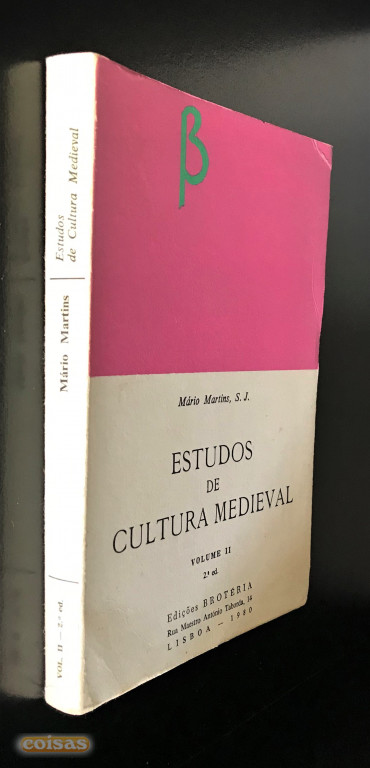 β
Mário Martins, S. J.
ESTUDOS
DE
CULTURA MEDIEVAL
VOLUME II
2.ª ed.
Edições BROTÉRIA
Rua Maestro António Taborda, 14
LISBOA — 1980
Estudos
de Cultura Medieval
Mário Martins
VOL. II — 2.ª ed.
coisas